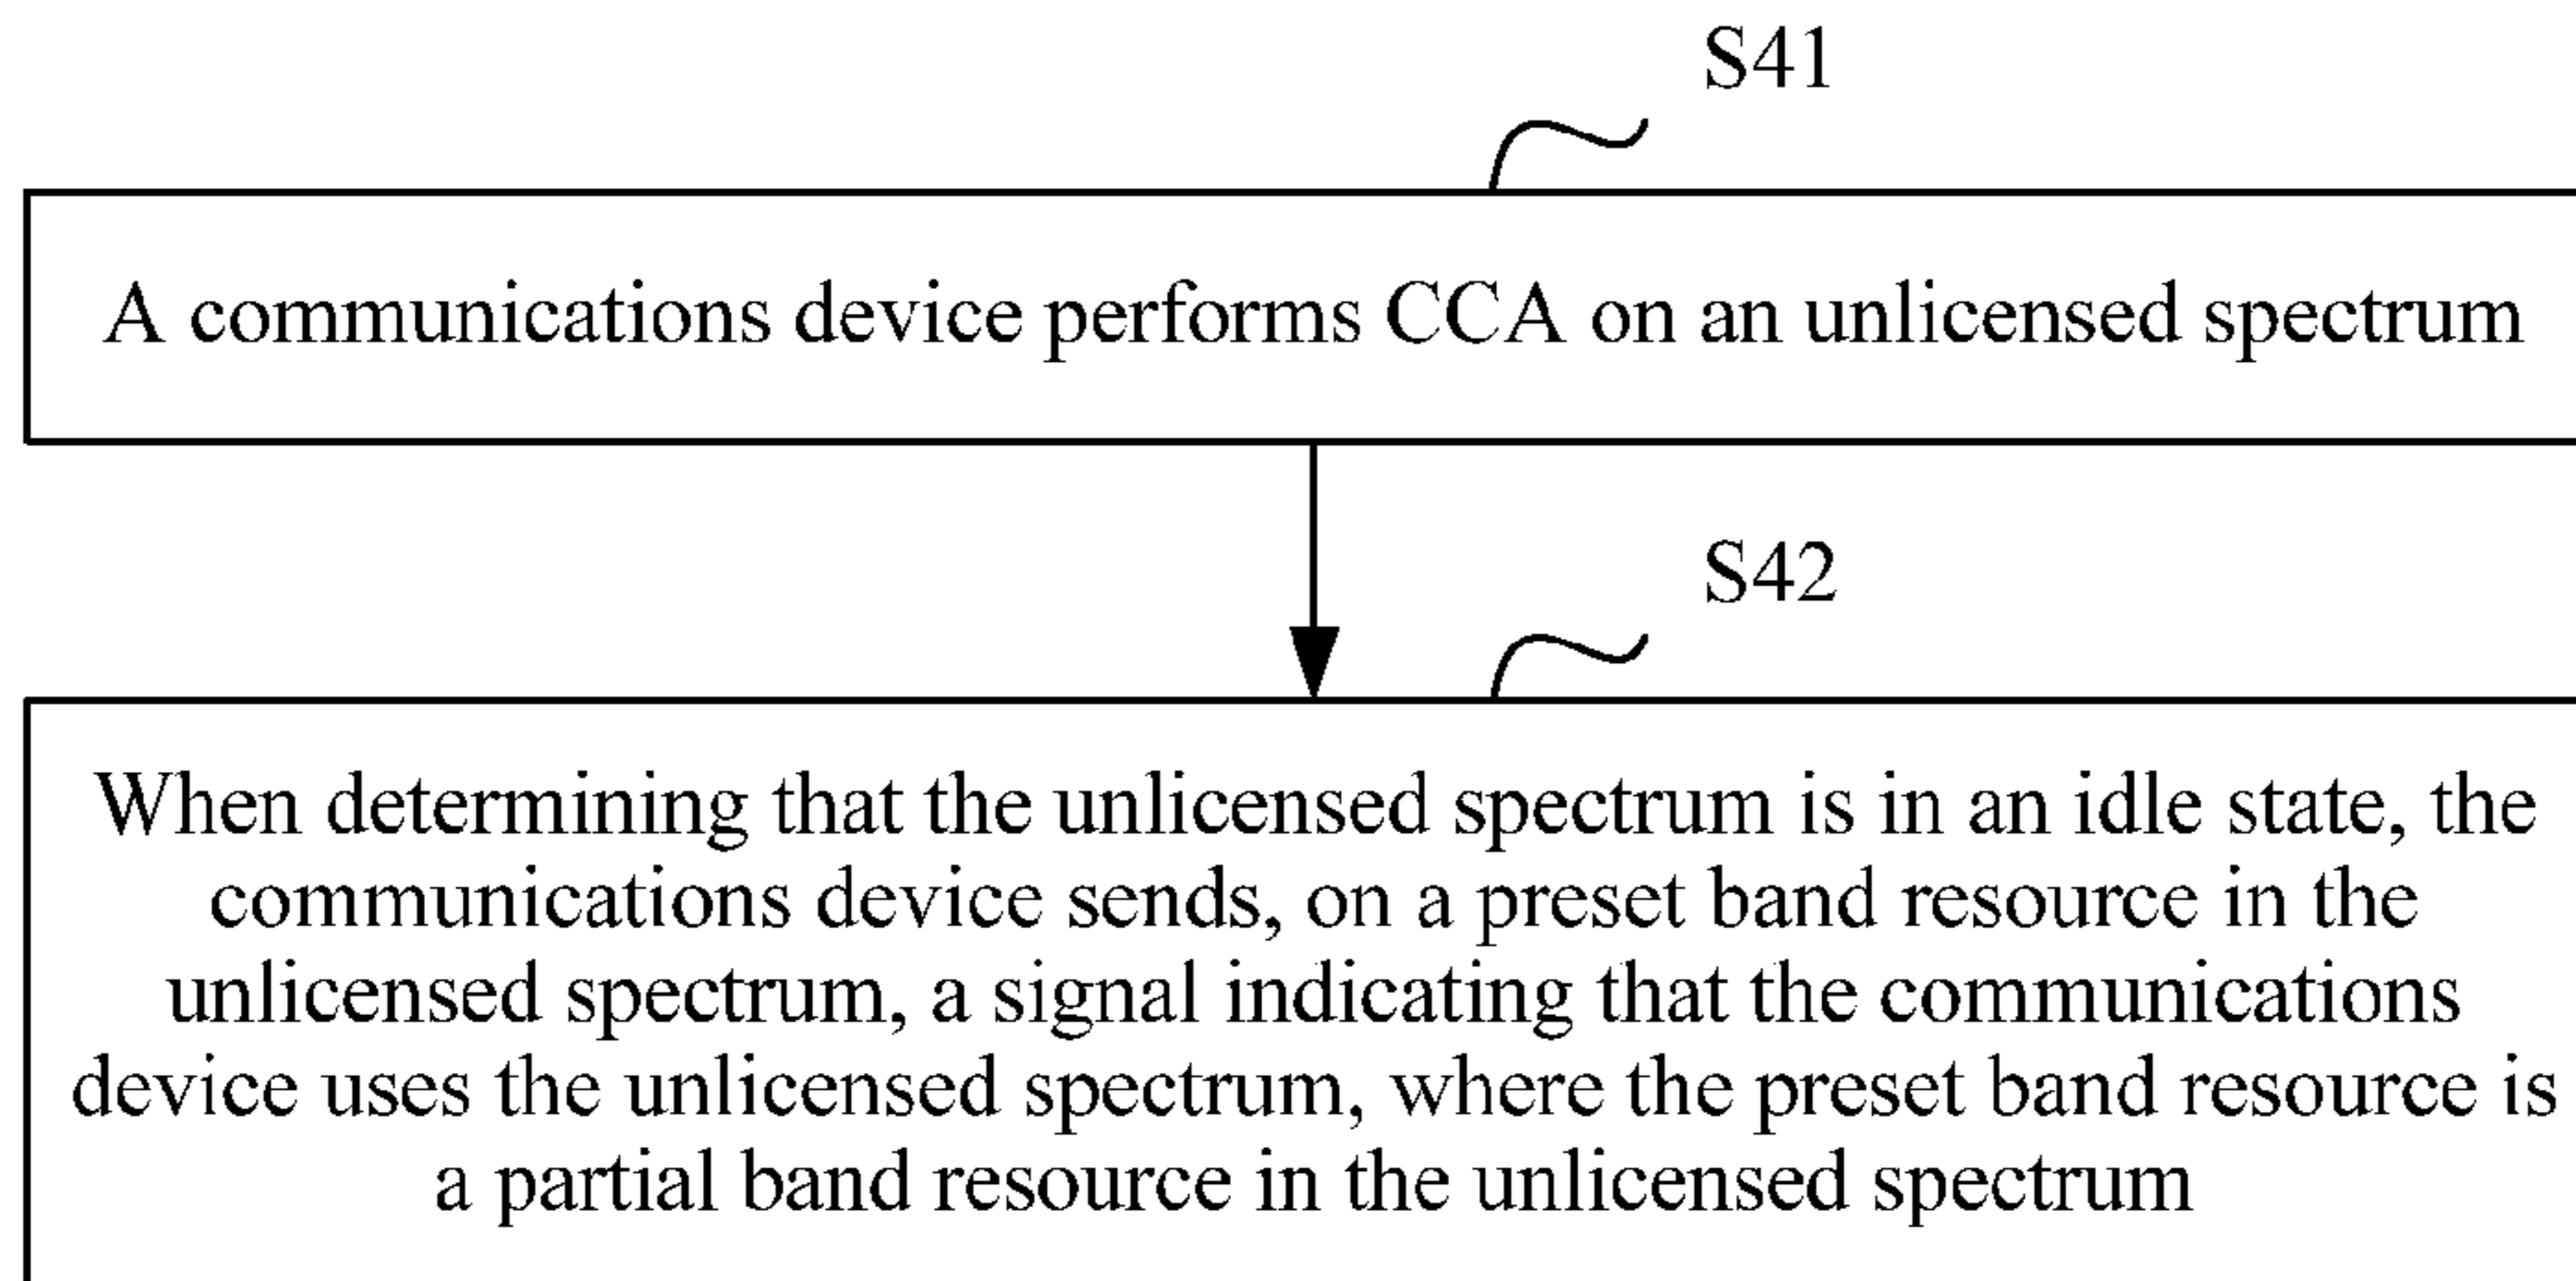 S41
A communications device performs CCA on an unlicensed spectrum
S42
When determining that the unlicensed spectrum is in an idle state, the
communications device sends, on a preset band resource in the
unlicensed spectrum, a signal indicating that the communications
device uses the unlicensed spectrum, where the preset band resource is
a partial band resource in the unlicensed spectrum